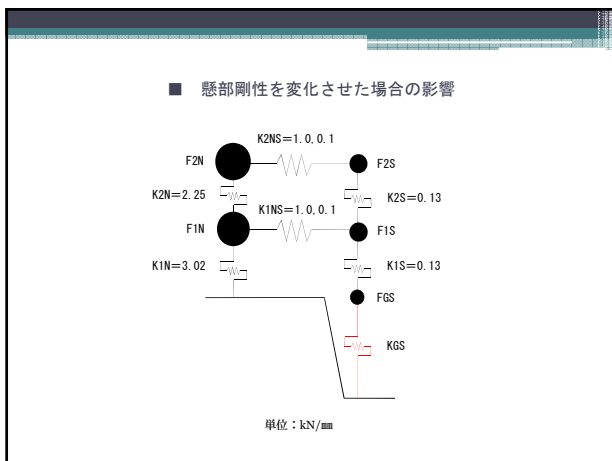 ■ 懸部剛性を変化させた場合の影響
K2NS=1.0,0.1
F2N
F2S
K2N=2.25
K2S=0.13
K1NS=1.0,0.1
F1N
F1S
K1N=3.02
K1S=0.13
FGS
KGS
単位：kN/㎜